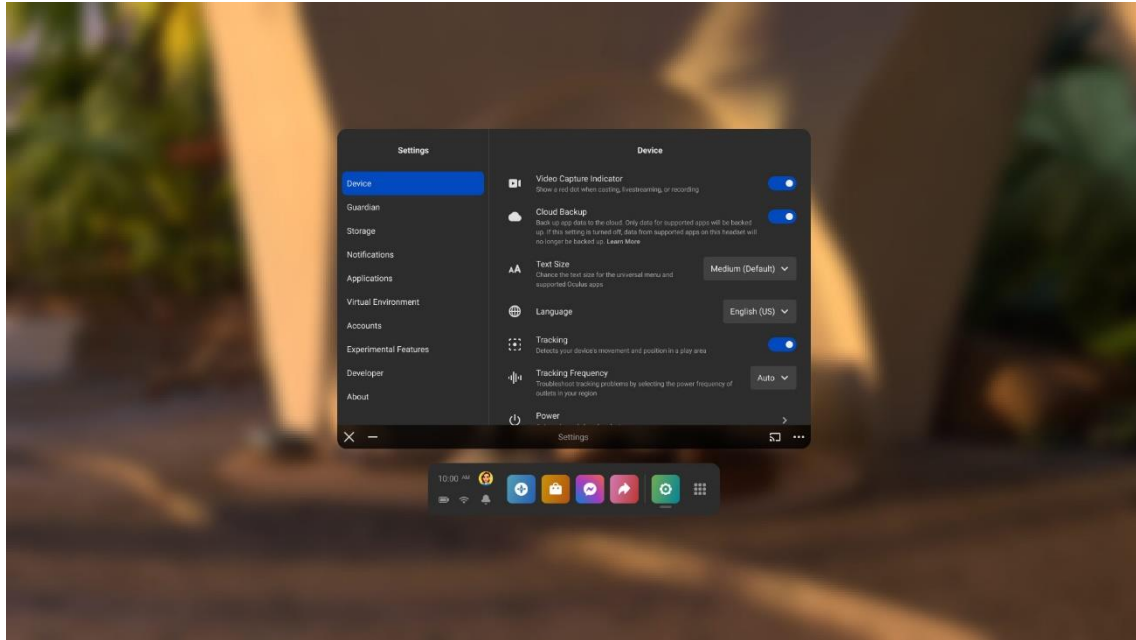 Settings
Device
Guardian
Storage
Notifications
Applications
Virtual Environment
Accounts
Experimental Features
Developer
About
Device
Video Capture Indicator
Show a red dot when casting, livestreaming, or recording
Cloud Backup
Back up app data to the cloud. Only data for supported apps will be backed
up. If this setting is turned off, data from supported apps on this headset will
no longer be backed up. Learn More
Text Size
Chance the text size for the universal menu and
supported Oculus apps
Medium (Default)
Language
English (US)
Tracking
Detects your device's movement and position in a play area
Tracking Frequency
Troubleshoot tracking problems by selecting the power frequency of
outlets in your region
Auto
Power
Settings
10:00 AM